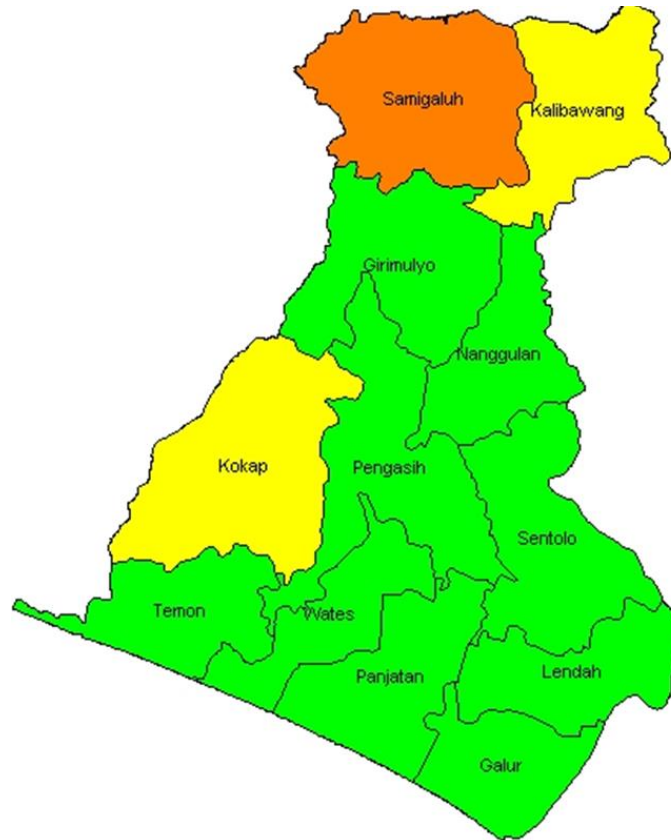 Samigaluh
Kalibawang
Girimulyo
Nanggulan
Kokap
Pengasih
Sentolo
Temon
Wates
Panjatan
Lendah
Galur